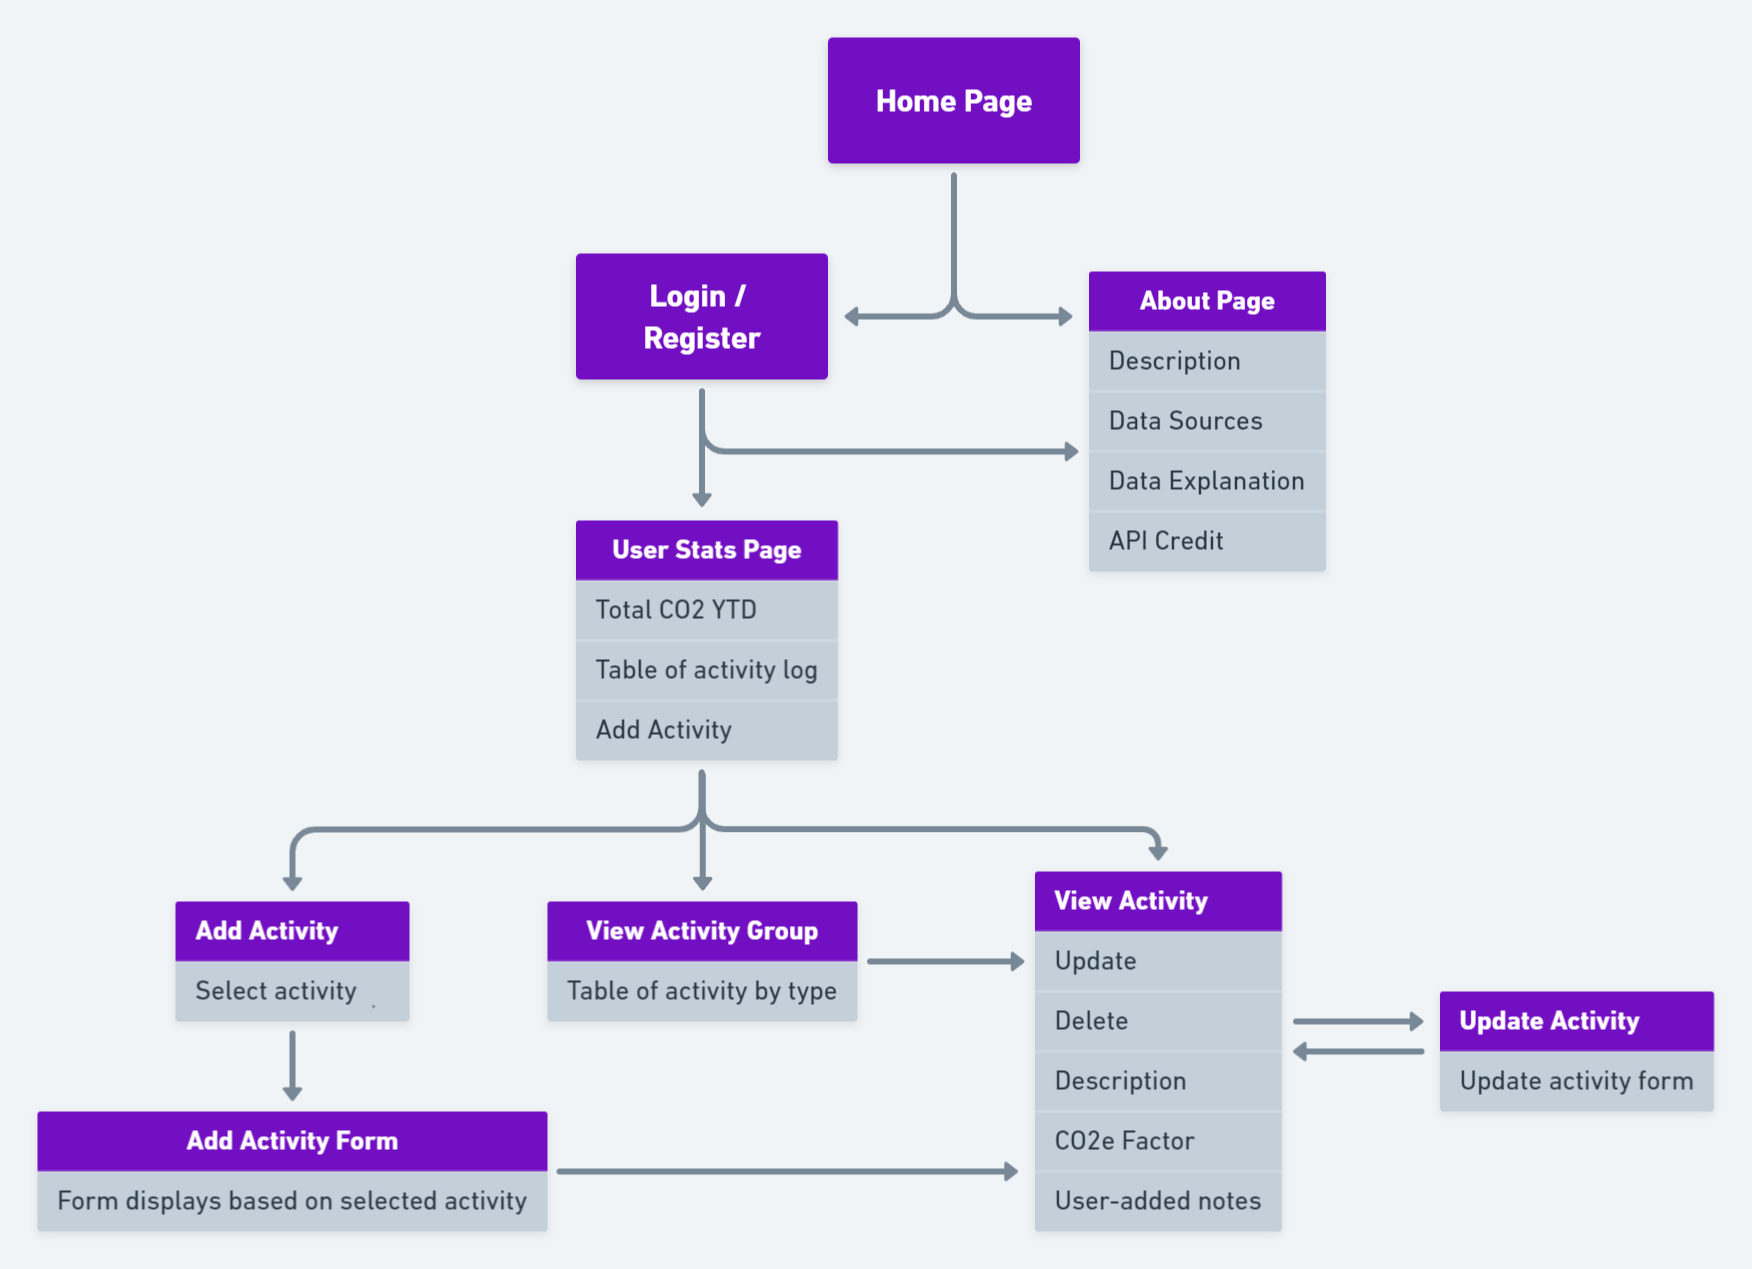 Home Page
Login /
Register
About Page
Description
Data Sources
Data Explanation
API Credit
User Stats Page
Total CO2 YTD
Table of activity log
Add Activity
Add Activity
Select activity
View Activity Group
Table of activity by type
View Activity
Update
Delete
Description
CO2e Factor
User-added notes
Update Activity
Update activity form
Add Activity Form
Form displays based on selected activity